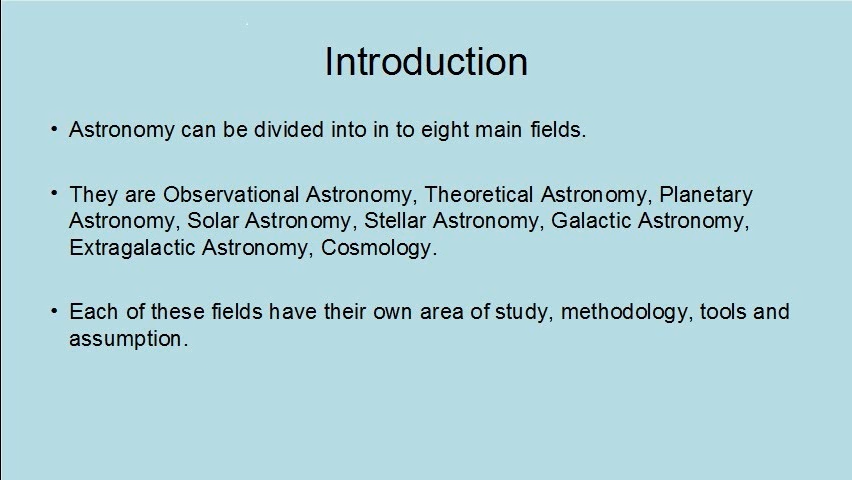 Introduction
• Astronomy can be divided into in to eight main fields.
• They are Observational Astronomy, Theoretical Astronomy, Planetary
Astronomy, Solar Astronomy, Stellar Astronomy, Galactic Astronomy,
Extragalactic Astronomy, Cosmology.
• Each of these fields have their own area of study, methodology, tools and
assumption.